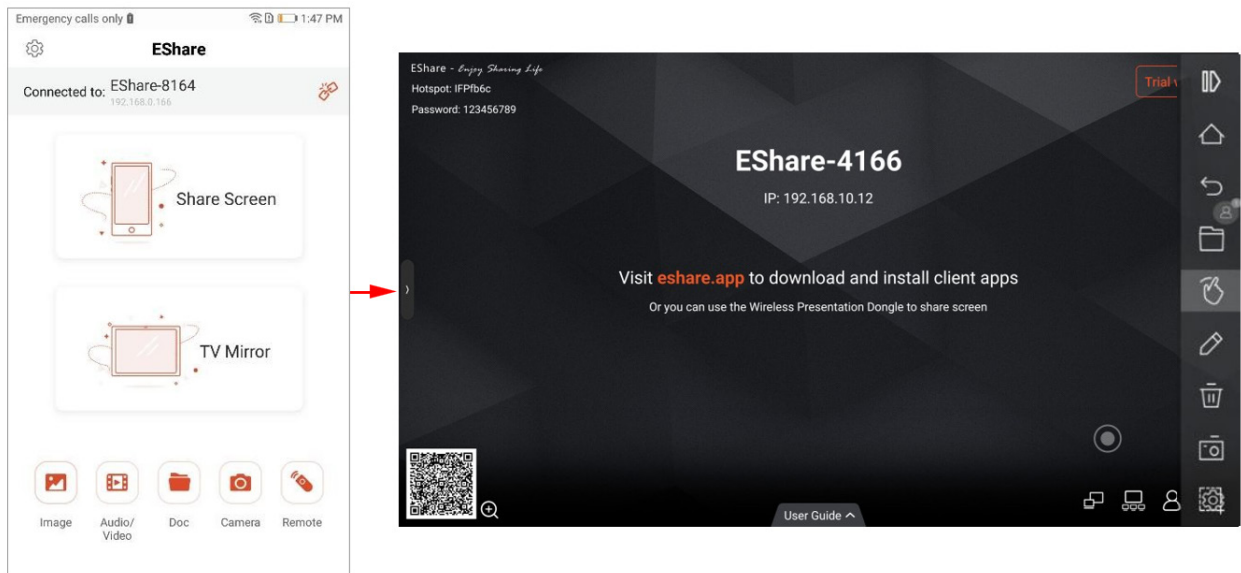 Emergency calls only
1:47 PM
EShare
Connected to: EShare-8164
192.168.0.166
Share Screen
TV Mirror
Image
Audio/
Video
Doc
Camera
Remote
EShare - Enjoy Sharing Life
Hotspot: IFPfb6c
Password: 123456789
Trial
EShare-4166
IP: 192.168.10.12
Visit eshare.app to download and install client apps
Or you can use the Wireless Presentation Dongle to share screen
User Guide